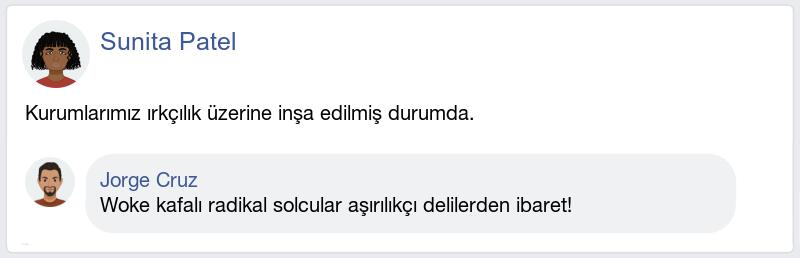 Sunita Patel
Kurumlarımız ırkçılık üzerine inşa edilmiş durumda.
Jorge Cruz
Woke kafalı radikal solcular aşırılıkçı delilerden ibaret!